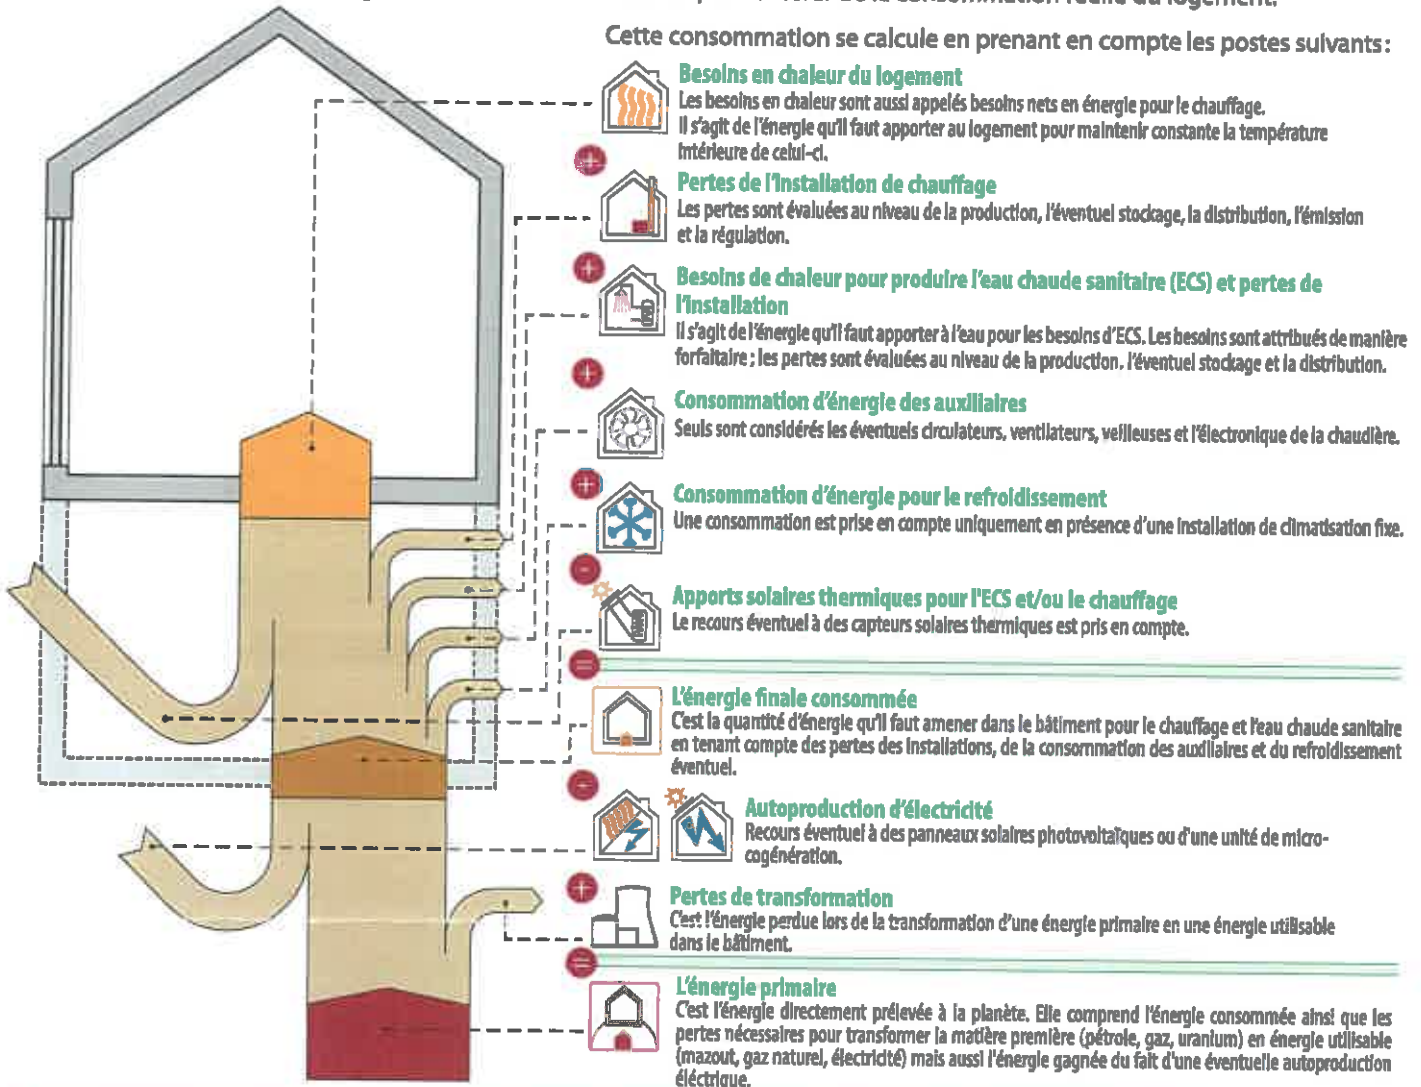 de la consommation réelle du logement.
Cette consommation se calcule en prenant en compte les postes suivants:
Besoins en chaleur du logement
Les besoins en chaleur sont aussi appelés besoins nets en énergie pour le chauffage.
Il s'agit de l'énergie qu'il faut apporter au logement pour maintenir constante la température
intérieure de celui-ci.
+
Pertes de l'installation de chauffage
Les pertes sont évaluées au niveau de la production, l'éventuel stockage, la distribution, l'émission
et la régulation.
+
Besoins de chaleur pour produire l'eau chaude sanitaire (ECS) et pertes de
l'installation
Il s'agit de l'énergie qu'il faut apporter à l'eau pour les besoins d'ECS. Les besoins sont attribués de manière
forfaitaire ; les pertes sont évaluées au niveau de la production, l'éventuel stockage et la distribution.
+
Consommation d'énergie des auxiliaires
Seuls sont considérés les éventuels circulateurs, ventilateurs, veilleuses et l'électronique de la chaudière.
+
Consommation d'énergie pour le refroidissement
Une consommation est prise en compte uniquement en présence d'une installation de climatisation fixe.
-
Apports solaires thermiques pour l'ECS et/ou le chauffage
Le recours éventuel à des capteurs solaires thermiques est pris en compte.
=
L'énergie finale consommée
C'est la quantité d'énergie qu'il faut amener dans le bâtiment pour le chauffage et l'eau chaude sanitaire
en tenant compte des pertes des installations, de la consommation des auxiliaires et du refroidissement
éventuel.
-
Autoproduction d'électricité
Recours éventuel à des panneaux solaires photovoltaïques ou d'une unité de micro-
cogénération.
+
Pertes de transformation
C'est l'énergie perdue lors de la transformation d'une énergie primaire en une énergie utilisable
dans le bâtiment.
=
L'énergie primaire
C'est l'énergie directement prélevée à la planète. Elle comprend l'énergie consommée ainsi que les
pertes nécessaires pour transformer la matière première (pétrole, gaz, uranium) en énergie utilisable
(mazout, gaz naturel, électricité) mais aussi l'énergie gagnée du fait d'une éventuelle autoproduction
éléctrique.